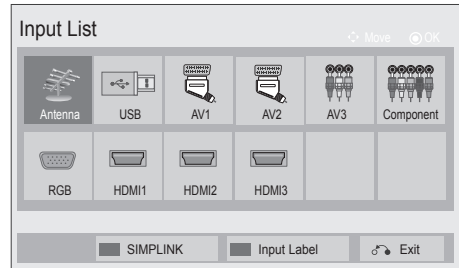 Input List
Move OK
Antenna USB AV1 AV2 AV3 Component
RGB HDMI1 HDMI2 HDMI3
SIMPLINK Input Label Exit